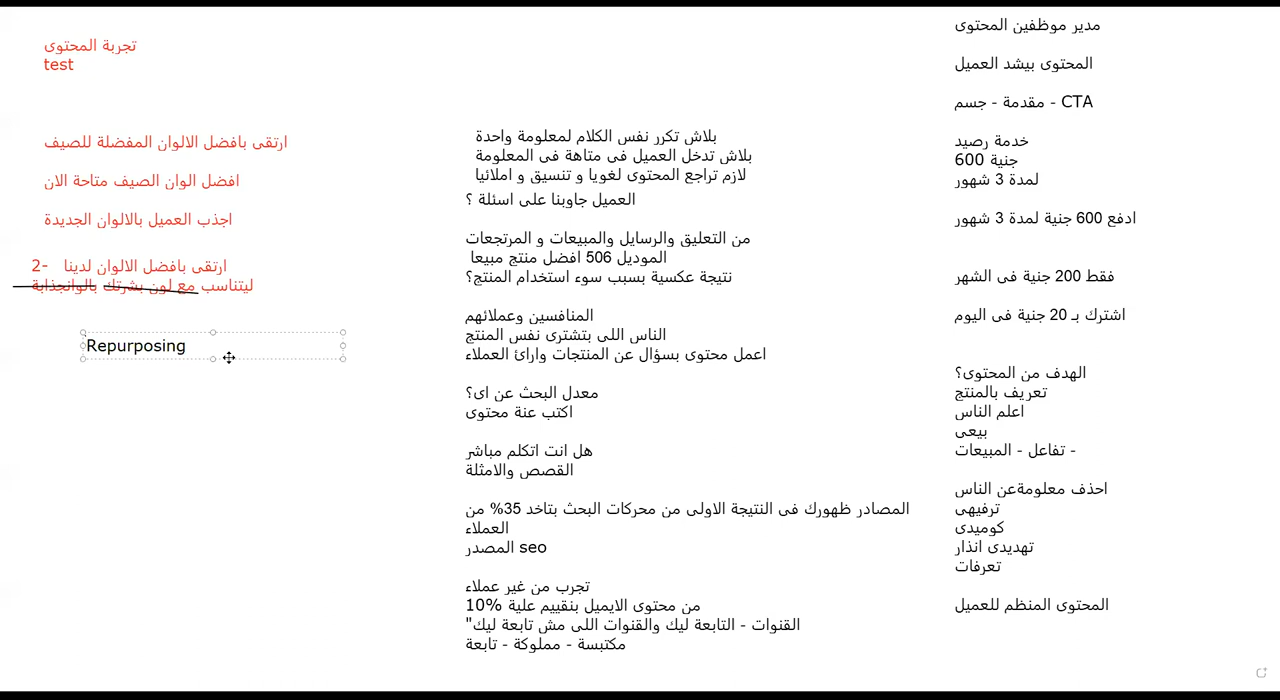 مدير موظفين المحتوى
المحتوى بيشد العميل
CTA - مقدمة - جسم
خدمة رصيد
600 جنية
لمدة 3 شهور
ادفع 600 جنية لمدة 3 شهور
فقط 200 جنية فى الشهر
اشترك بـ 20 جنية فى اليوم
الهدف من المحتوى؟
تعريف بالمنتج
اعلم الناس
بيعى
- تفاعل - المبيعات
احذف معلومةعن الناس
ترفيهى
كوميدى
تهديدى انذار
تعرفات
المحتوى المنظم للعميل
بلاش تكرر نفس الكلام لمعلومة واحدة
بلاش تدخل العميل فى متاهة فى المعلومة
لازم تراجع المحتوى لغويا و تنسيق و املائيا
العميل جاوبنا على اسئلة ؟
من التعليق والرسايل والمبيعات و المرتجعات
الموديل 506 افضل منتج مبيعا
نتيجة عكسية بسبب سوء استخدام المنتج؟
المنافسين وعملائهم
الناس اللى بتشترى نفس المنتج
اعمل محتوى بسؤال عن المنتجات وارائ العملاء
معدل البحث عن اى؟
اكتب عنة محتوى
هل انت اتكلم مباشر
القصص والامثلة
المصادر ظهورك فى النتيجة الاولى من محركات البحث بتاخد 35% من
العملاء
المصدر seo
تجرب من غير عملاء
من محتوى الايميل بنقييم علية 10%
القنوات - التابعة ليك والقنوات اللى مش تابعة ليك"
مكتبسة - مملوكة - تابعة
تجربة المحتوى
test
ارتقى بافضل الالوان المفضلة للصيف
افضل الوان الصيف متاحة الان
اجذب العميل بالالوان الجديدة
2- ارتقى بافضل الالوان لدينا
ليتناسب مع لون بشرتك بالوانجذابة
Repurposing